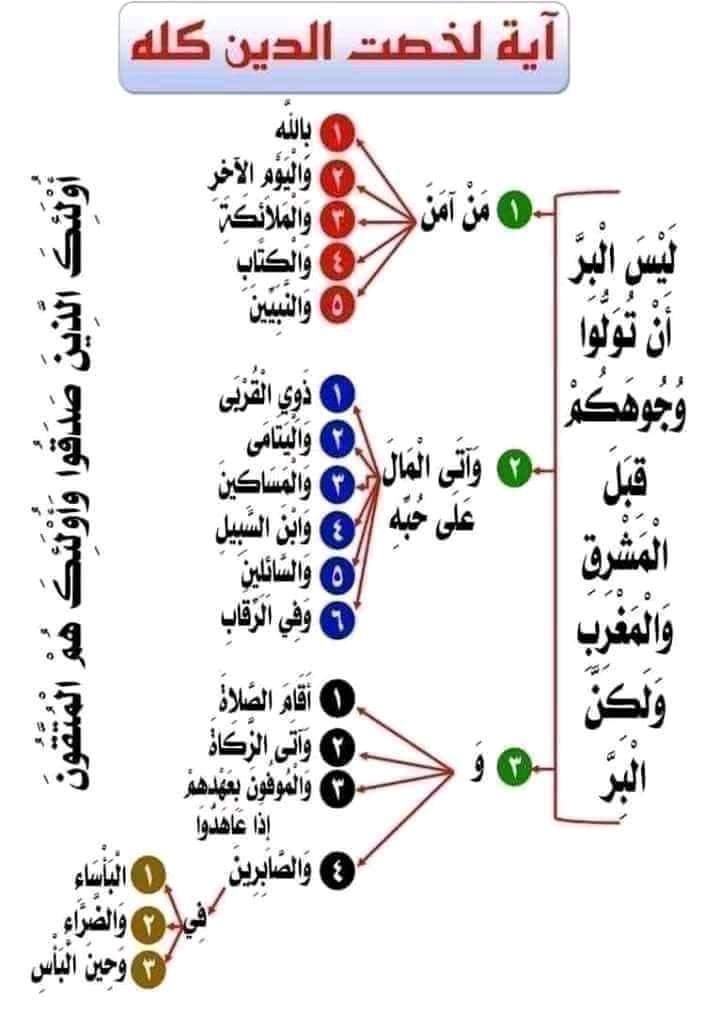 آية لخصت الدين كله
لَيْسَ الْبِرَّ
أَنْ تُوَلُّوا
وُجُوهَكُمْ
قِبَلَ
الْمَشْرِقِ
وَالْمَغْرِبِ
وَلَكِنَّ
الْبِرَّ
١ مَنْ آمَنَ
١ بِاللَّهِ
٢ وَالْيَوْمِ الآخِرِ
٣ وَالْمَلَائِكَةِ
٤ وَالْكِتَابِ
٥ وَالنَّبِيِّينَ
٢ وَآتَى الْمَالَ
عَلَى حُبِّهِ
١ ذَوِي الْقُرْبَى
٢ وَالْيَتَامَى
٣ وَالْمَسَاكِينَ
٤ وَابْنَ السَّبِيلِ
٥ وَالسَّائِلِينَ
٦ وَفِي الرِّقَابِ
٣ وَ
١ أَقَامَ الصَّلَاةَ
٢ وَآتَى الزَّكَاةَ
٣ وَالْمُوفُونَ بِعَهْدِهِمْ
إِذَا عَاهَدُوا
٤ وَالصَّابِرِينَ
فِي
١ الْبَأْسَاءِ
٢ وَالضَّرَّاءِ
٣ وَحِينَ الْبَأْسِ
أُوْلَئِكَ الَّذِينَ صَدَقُوا وَأُوْلَئِكَ هُمُ الْمُتَّقُونَ